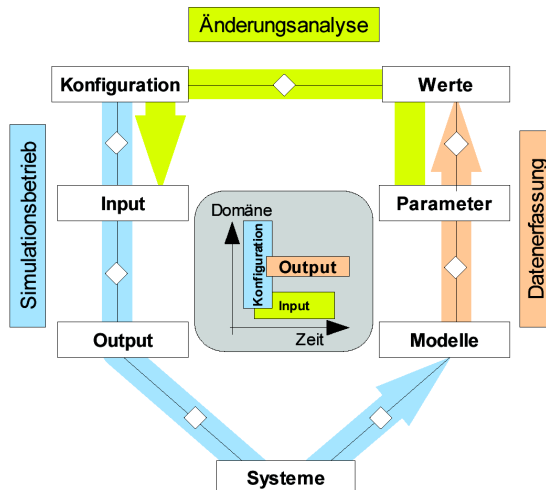 Änderungsanalyse
Konfiguration
Werte
Simulationsbetrieb
Datenerfassung
Input
Parameter
Domäne
Konfiguration
Output
Input
Zeit
Output
Modelle
Systeme